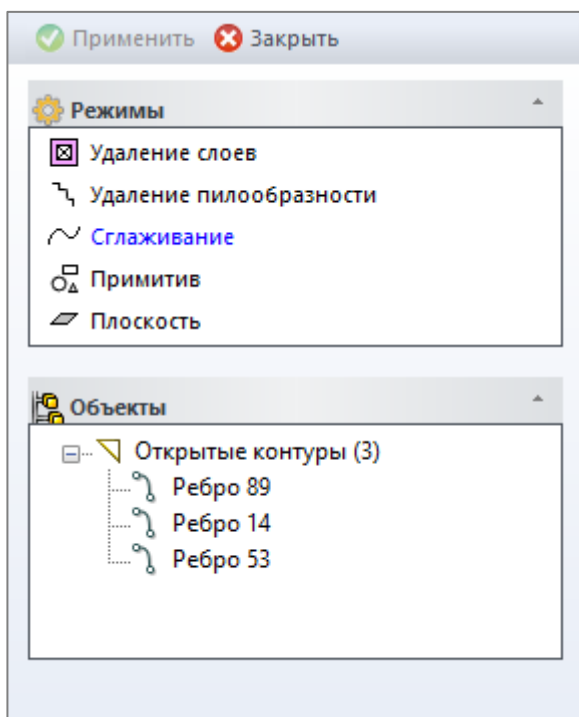 Применить Закрыть
Режимы
Удаление слоев
Удаление пилообразности
Сглаживание
Примитив
Плоскость
Объекты
Открытые контуры (3)
Ребро 89
Ребро 14
Ребро 53